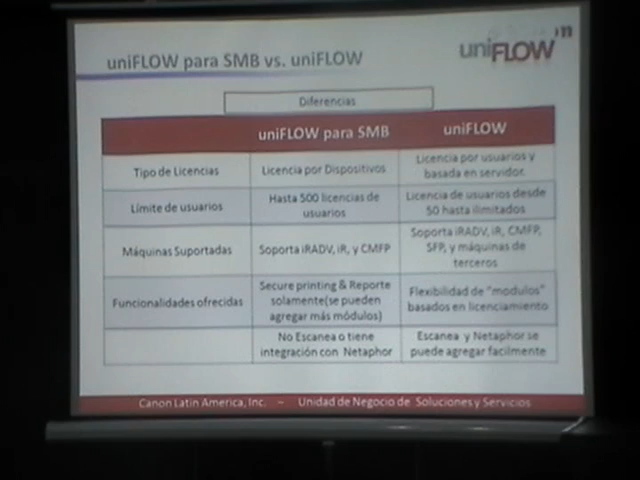 uniFLOW para SMB vs. uniFLOW
uniFLOW
Diferencias
uniFLOW para SMB
uniFLOW
Tipo de Licencias
Licencia por Dispositivos
Licencia por usuarios y
basada en servidor.
Límite de usuarios
Hasta 500 licencias de
usuarios
Licencia de usuarios desde
50 hasta ilimitados
Máquinas Suportadas
Soporta iRADV, iR, y CMFP
Soporta iRADV, iR, CMFP,
SFP, y máquinas de
terceros
Funcionalidades ofrecidas
Secure printing & Reporte
solamente(se pueden
agregar más módulos)
Flexibilidad de "modulos"
basados en licenciamiento
No Escanea o tiene
integración con Netaphor
Escanea y Netaphor se
puede agregar facilmente
Canon Latin America, Inc. – Unidad de Negocio de Soluciones y Servicios